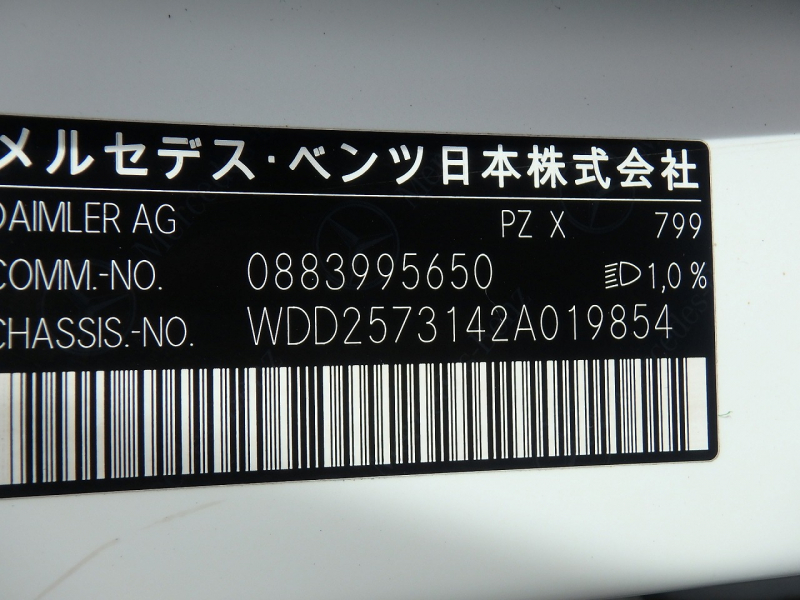 メルセデス・ベンツ日本株式会社
DAIMLER AG PZ X 799
COMM.-NO. 0883995650 1,0 %
CHASSIS.-NO. WDD2573142A019854